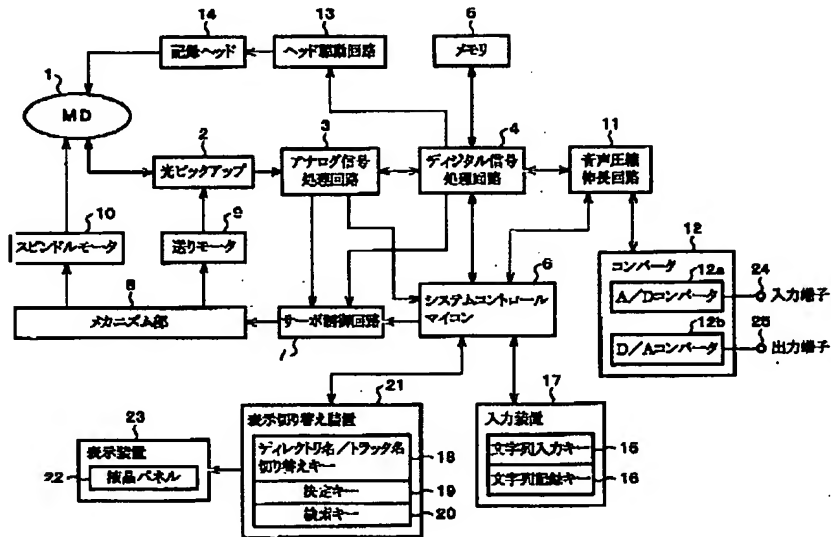 14
記録ヘッド
13
ヘッド駆動回路
6
メモリ
1
MD
2
光ピックアップ
3
アナログ信号
処理回路
4
ディジタル信号
処理回路
11
音声圧縮
伸長回路
10
スピンドルモータ
9
送りモータ
8
メカニズム部
サーボ制御回路
6
システムコントロール
マイコン
12
コンバータ
12a
A/Dコンバータ
24
入力端子
12b
D/Aコンバータ
25
出力端子
21
表示切り替え装置
ディレクトリ名/トラック名
切り替えキー
18
決定キー
19
検索キー
20
23
表示装置
22
液晶パネル
17
入力装置
文字列入力キー
15
文字列記録キー
16